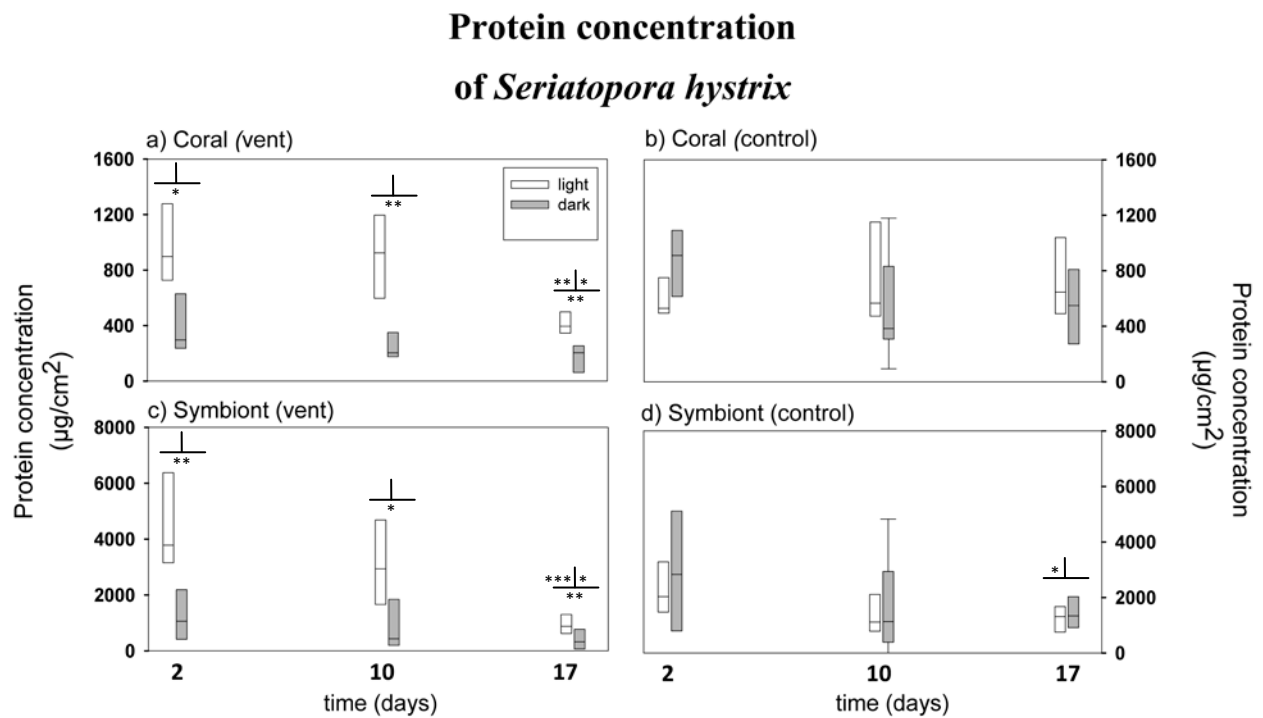 Protein concentration
of Seriatopora hystrix
a) Coral (vent)
b) Coral (control)
1600
1200
800
400
0
*
**
** *
**
light
dark
1600
1200
800
400
0
Protein concentration
(µg/cm2)
Protein concentration
(µg/cm2)
c) Symbiont (vent)
d) Symbiont (control)
8000
6000
4000
2000
0
**
*
*** *
**
*
8000
6000
4000
2000
0
2 10 17
2 10 17
time (days)
time (days)